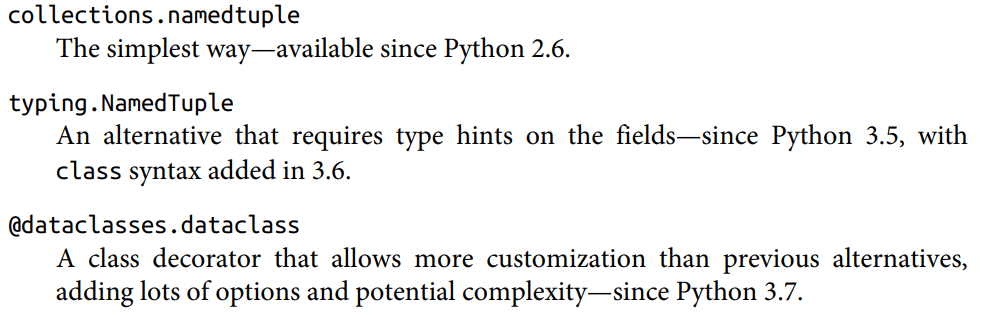 collections.namedtuple
The simplest way—available since Python 2.6.
typing.NamedTuple
An alternative that requires type hints on the fields—since Python 3.5, with
class syntax added in 3.6.
@dataclasses.dataclass
A class decorator that allows more customization than previous alternatives,
adding lots of options and potential complexity—since Python 3.7.